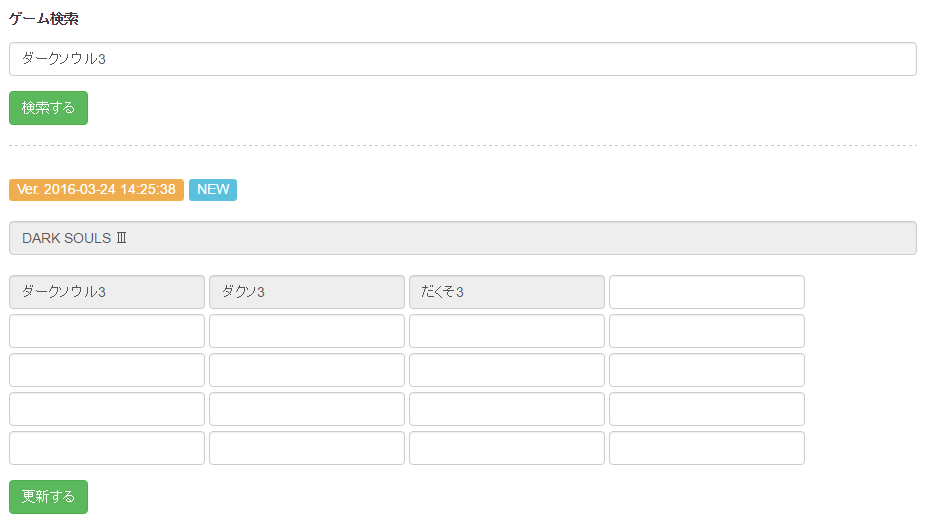 ゲーム検索
ダークソウル3
検索する
Ver. 2016-03-24 14:25:38 NEW
DARK SOULS Ⅲ
ダークソウル3 ダクソ3 だくそ3
更新する